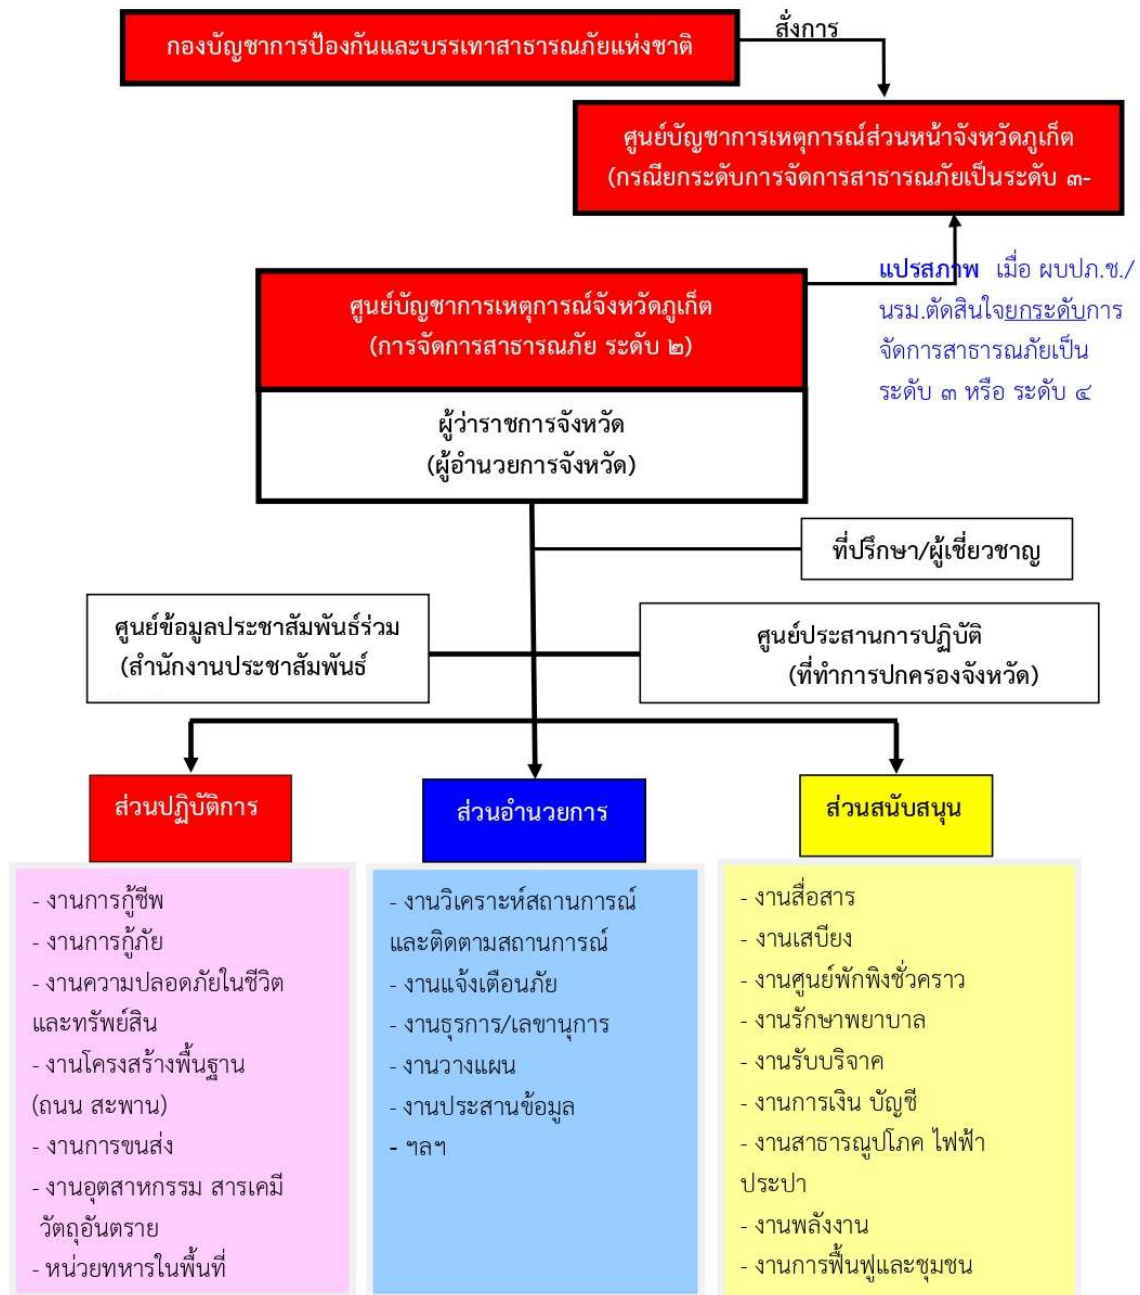 กองบัญชาการป้องกันและบรรเทาสาธารณภัยแห่งชาติ
สั่งการ
ศูนย์บัญชาการเหตุการณ์ส่วนหน้าจังหวัดภูเก็ต
(กรณียกระดับการจัดการสาธารณภัยเป็นระดับ ๓-
แปรสภาพ เมื่อ ผบปภ.ช./
นรม.ตัดสินใจยกระดับการ
จัดการสาธารณภัยเป็น
ระดับ ๓ หรือ ระดับ ๔
ศูนย์บัญชาการเหตุการณ์จังหวัดภูเก็ต
(การจัดการสาธารณภัย ระดับ ๒)
ผู้ว่าราชการจังหวัด
(ผู้อำนวยการจังหวัด)
ที่ปรึกษา/ผู้เชี่ยวชาญ
ศูนย์ข้อมูลประชาสัมพันธ์ร่วม
(สำนักงานประชาสัมพันธ์
ศูนย์ประสานการปฏิบัติ
(ที่ทำการปกครองจังหวัด)
ส่วนปฏิบัติการ
- งานการกู้ชีพ
- งานการกู้ภัย
- งานความปลอดภัยในชีวิต
และทรัพย์สิน
- งานโครงสร้างพื้นฐาน
(ถนน สะพาน)
- งานการขนส่ง
- งานอุตสาหกรรม สารเคมี
วัตถุอันตราย
- หน่วยทหารในพื้นที่
ส่วนอำนวยการ
- งานวิเคราะห์สถานการณ์
และติดตามสถานการณ์
- งานแจ้งเตือนภัย
- งานธุรการ/เลขานุการ
- งานวางแผน
- งานประสานข้อมูล
- ฯลฯ
ส่วนสนับสนุน
- งานสื่อสาร
- งานเสบียง
- งานศูนย์พักพิงชั่วคราว
- งานรักษาพยาบาล
- งานรับบริจาค
- งานการเงิน บัญชี
- งานสาธารณูปโภค ไฟฟ้า
ประปา
- งานพลังงาน
- งานการฟื้นฟูและชุมชน